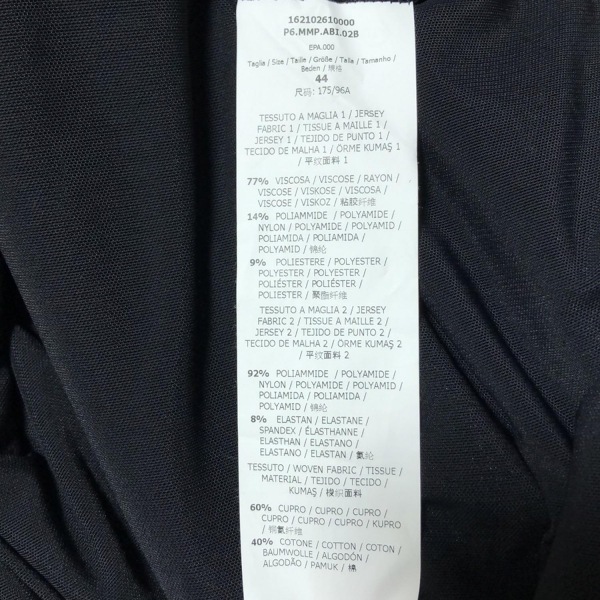 162102610000
P6.MMP.ABI.02B
EPA.000
Taglia / Size / Taille / Größe / Talla / Tamanho /
Beden / 规格
44
尺码: 175/96A
TESSUTO A MAGLIA 1 / JERSEY
FABRIC 1 / TISSUE A MAILLE 1 /
JERSEY 1 / TEJIDO DE PUNTO 1 /
TECIDO DE MALHA 1 / ÖRME KUMAŞ 1
/ 平纹面料 1
77% VISCOSA / VISCOSE / RAYON /
VISCOSE / VISKOSE / VISCOSA /
VISCOSE / VISKOZ / 粘胶纤维
14% POLIAMMIDE / POLYAMIDE /
NYLON / POLYAMIDE / POLYAMID /
POLIAMIDA / POLIAMIDA /
POLYAMID / 锦纶
9% POLIESTERE / POLYESTER /
POLYESTER / POLYESTER /
POLIÉSTER / POLIÉSTER /
POLIESTER / 聚酯纤维
TESSUTO A MAGLIA 2 / JERSEY
FABRIC 2 / TISSUE A MAILLE 2 /
JERSEY 2 / TEJIDO DE PUNTO 2 /
TECIDO DE MALHA 2 / ÖRME KUMAŞ 2
/ 平纹面料 2
92% POLIAMMIDE / POLYAMIDE /
NYLON / POLYAMIDE / POLYAMID /
POLIAMIDA / POLIAMIDA /
POLYAMID / 锦纶
8% ELASTAN / ELASTANE /
SPANDEX / ÉLASTHANNE /
ELASTHAN / ELASTANO /
ELASTANO / ELASTAN / 氨纶
TESSUTO / WOVEN FABRIC / TISSUE /
MATERIAL / TEJIDO / TECIDO /
KUMAŞ / 梭织面料
60% CUPRO / CUPRO / CUPRO /
CUPRO / CUPRO / CUPRO / KUPRO
/ 铜氨纤维
40% COTONE / COTTON / COTON /
BAUMWOLLE / ALGODÓN /
ALGODÃO / PAMUK / 棉